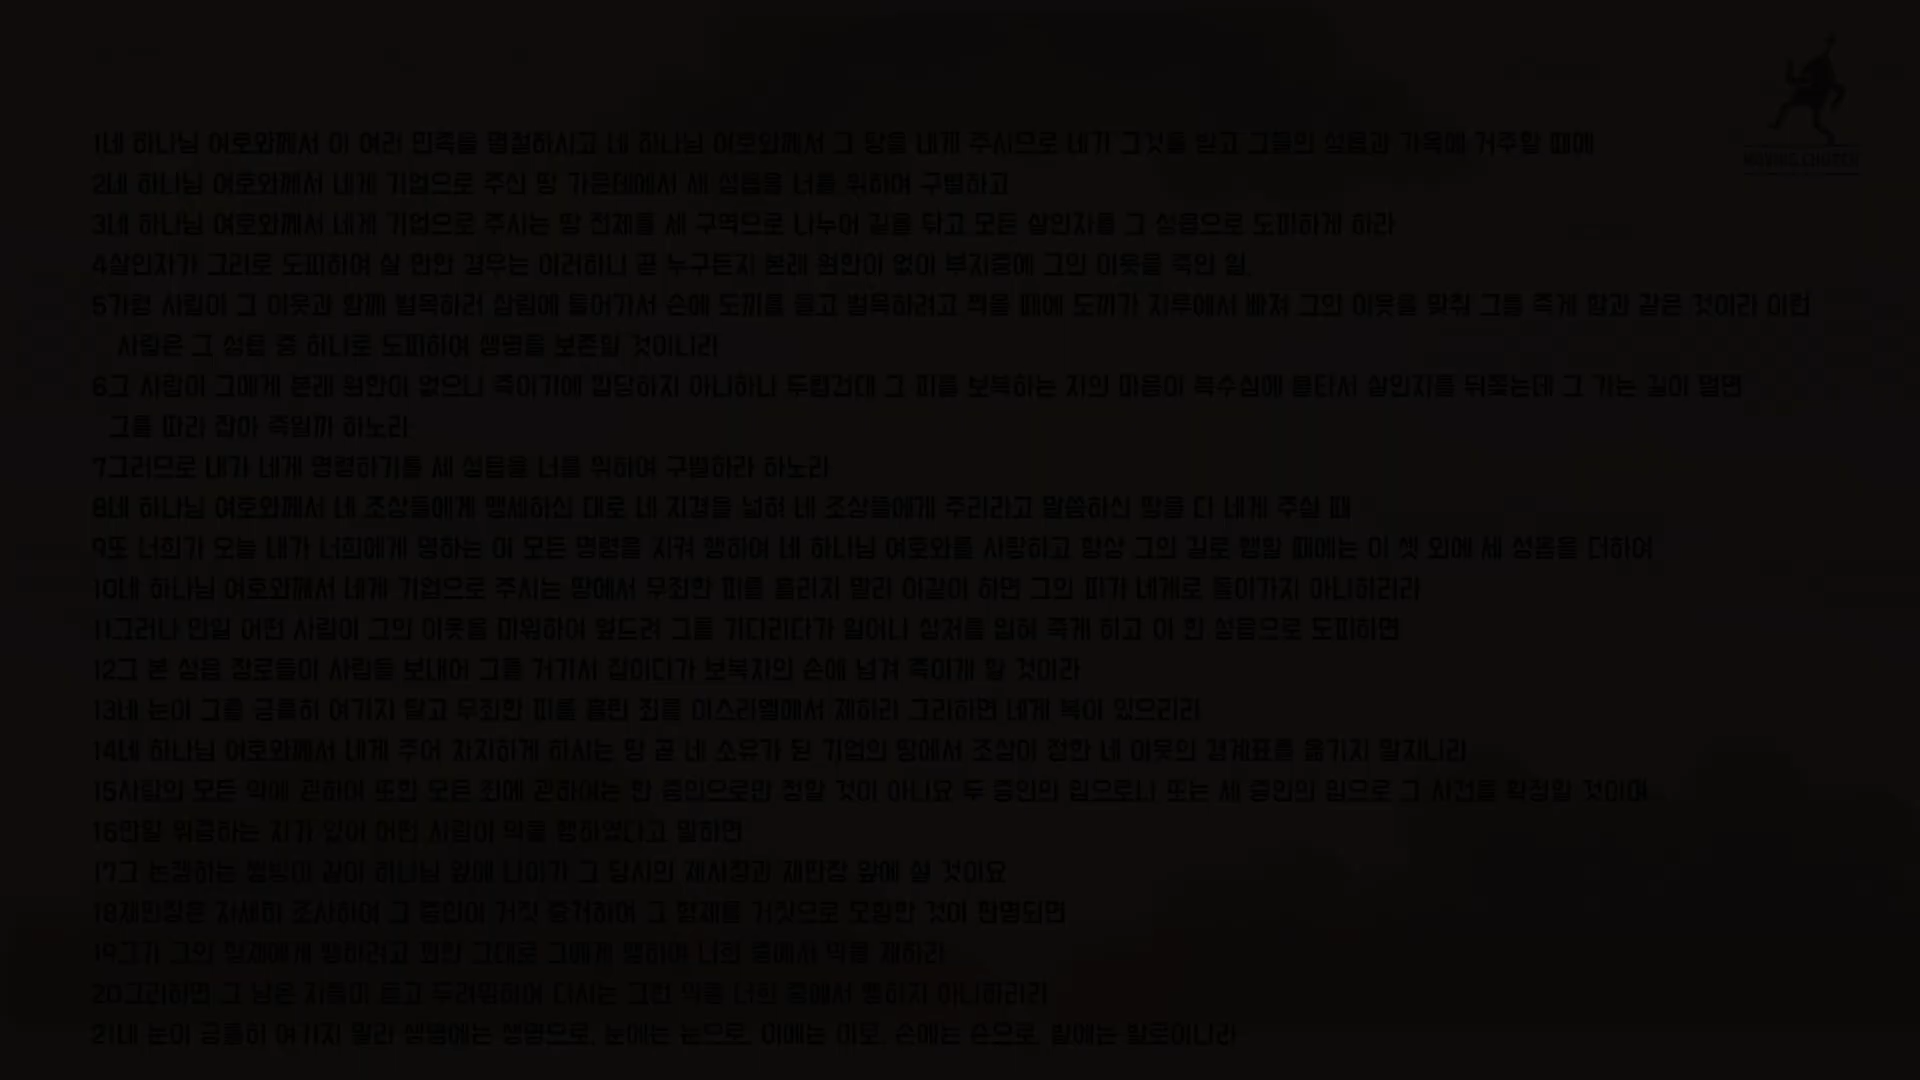 MOVING CHURCH
1네 하나님 여호와께서 이 여러 민족을 멸절하시고 네 하나님 여호와께서 그 땅을 네게 주시므로 네가 그것을 받고 그들의 성읍과 가옥에 거주할 때에
2네 하나님 여호와께서 네게 기업으로 주신 땅 가운데에서 세 성읍을 너를 위하여 구별하고
3네 하나님 여호와께서 네게 기업으로 주시는 땅 전체를 세 구역으로 나누어 길을 닦고 모든 살인자를 그 성읍으로 도피하게 하라
4살인자가 그리로 도피하여 살 만한 경우는 이러하니 곧 누구든지 본래 원한이 없이 부지중에 그의 이웃을 죽인 일,
5가령 사람이 그 이웃과 함께 벌목하러 삼림에 들어가서 손에 도끼를 들고 벌목하려고 찍을 때에 도끼가 자루에서 빠져 그의 이웃을 맞춰 그를 죽게 함과 같은 것이라 이런
사람은 그 성읍 중 하나로 도피하여 생명을 보존할 것이니라
6그 사람이 그에게 본래 원한이 없으니 죽이기에 합당하지 아니하나 두렵건대 그 피를 보복하는 자의 마음이 복수심에 불타서 살인자를 뒤쫓는데 그 가는 길이 멀면
그를 따라 잡아 죽일까 하노라
7그러므로 내가 네게 명령하기를 세 성읍을 너를 위하여 구별하라 하노라
8네 하나님 여호와께서 네 조상들에게 맹세하신 대로 네 지경을 넓혀 네 조상들에게 주리라고 말씀하신 땅을 다 네게 주실 때
9또 너희가 오늘 내가 너희에게 명하는 이 모든 명령을 지켜 행하여 네 하나님 여호와를 사랑하고 항상 그의 길로 행할 때에는 이 셋 외에 세 성읍을 더하여
10네 하나님 여호와께서 네게 기업으로 주시는 땅에서 무죄한 피를 흘리지 말라 이같이 하면 그의 피가 네게로 돌아가지 아니하리라
11그러나 만일 어떤 사람이 그의 이웃을 미워하여 엎드려 그를 기다리다가 일어나 상처를 입혀 죽게 하고 이 한 성읍으로 도피하면
12그 본 성읍 장로들이 사람을 보내어 그를 거기서 잡아다가 보복자의 손에 넘겨 죽이게 할 것이라
13네 눈이 그를 긍휼히 여기지 말고 무죄한 피를 흘린 죄를 이스라엘에서 제하라 그리하면 네게 복이 있으리라
14네 하나님 여호와께서 네게 주어 차지하게 하시는 땅 곧 네 소유가 된 기업의 땅에서 조상이 정한 네 이웃의 경계표를 옮기지 말지니라
15사람의 모든 악에 관하여 또한 모든 죄에 관하여는 한 증인으로만 정할 것이 아니요 두 증인의 입으로나 또는 세 증인의 입으로 그 사건을 확정할 것이며
16만일 위증하는 자가 있어 어떤 사람이 악을 행하였다고 말하면
17그 논쟁하는 쌍방이 같이 하나님 앞에 나아가 그 당시의 제사장과 재판장 앞에 설 것이요
18재판장은 자세히 조사하여 그 증인이 거짓 증거하여 그 형제를 거짓으로 모함한 것이 판명되면
19그가 그의 형제에게 행하려고 꾀한 그대로 그에게 행하여 너희 중에서 악을 제하라
20그리하면 그 남은 자들이 듣고 두려워하여 다시는 그런 악을 너희 중에서 행하지 아니하리라
21네 눈이 긍휼히 여기지 말라 생명에는 생명으로, 눈에는 눈으로, 이에는 이로, 손에는 손으로, 발에는 발로이니라